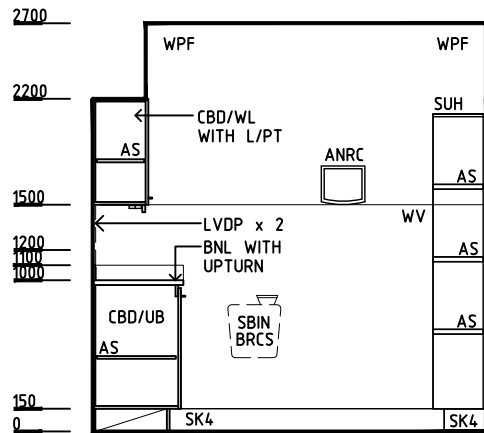 2700
WPF
WPF
2200
SUH
CBD/WL
WITH L/PT
AS
ANRC
AS
1500
WV
LVDP x 2
1200
BNL WITH
UPTURN
1100
1000
AS
CBD/UB
SBIN
BRCS
AS
AS
150
SK4
SK4
0